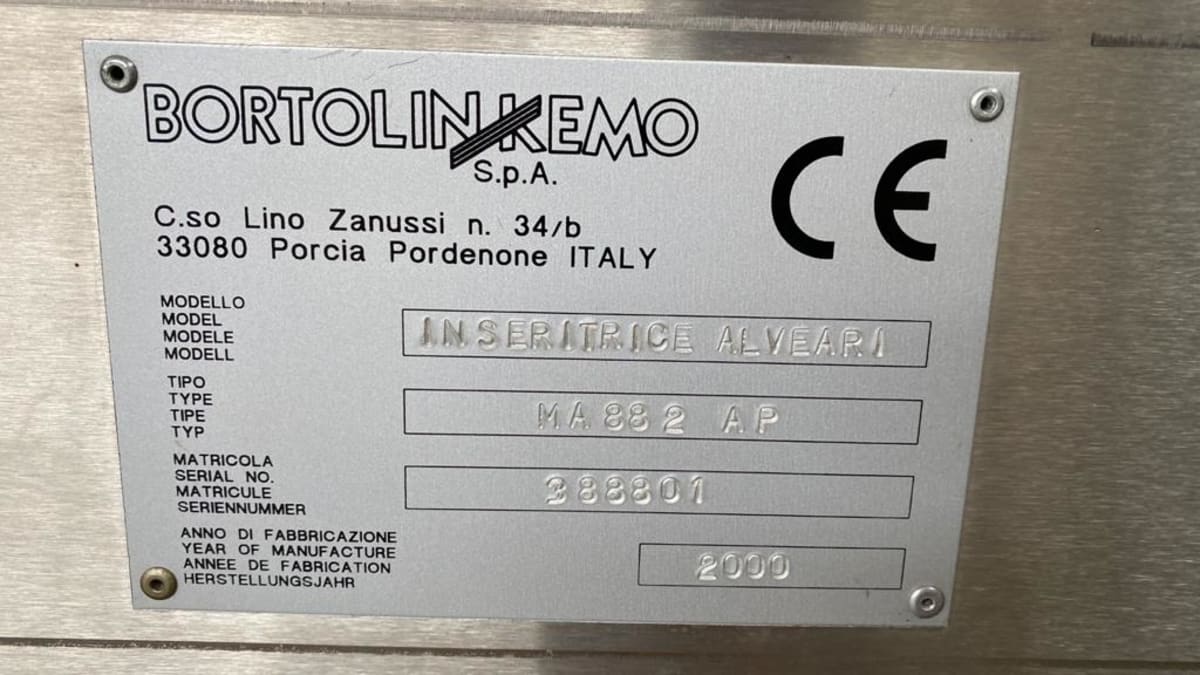 BORTOLIN KEMO
S.p.A.
CE
C.so Lino Zanussi n. 34/b
33080 Porcia Pordenone ITALY
MODELLO
MODEL
MODELE
MODELL
INSERITRICE ALVEARI
TIPO
TYPE
TIPE
TYP
MA 882 AP
MATRICOLA
SERIAL NO.
MATRICULE
SERIENNUMMER
388801
ANNO DI FABBRICAZIONE
YEAR OF MANUFACTURE
ANNEE DE FABRICATION
HERSTELLUNGSJAHR
2000